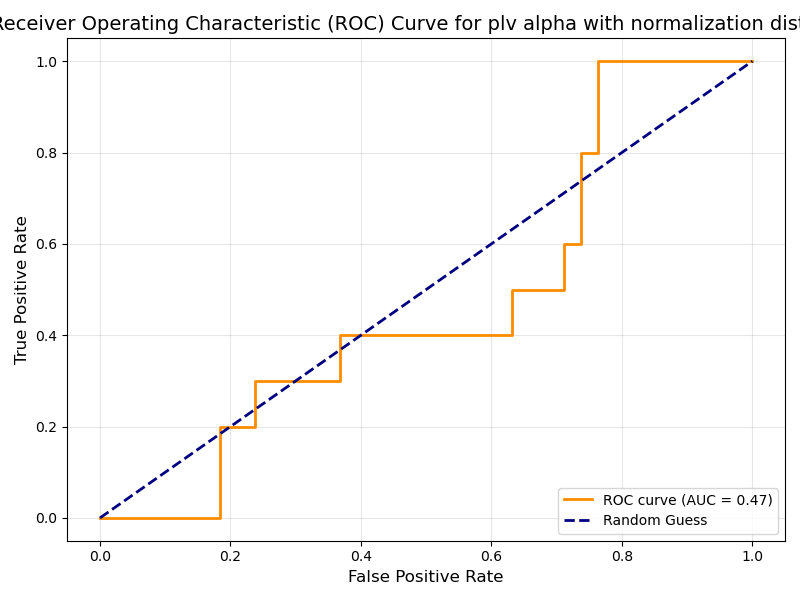 Receiver Operating Characteristic (ROC) Curve for plv alpha with normalization dist
True Positive Rate
1.0
0.8
0.6
0.4
0.2
0.0
ROC curve (AUC = 0.47)
Random Guess
0.0 0.2 0.4 0.6 0.8 1.0
False Positive Rate